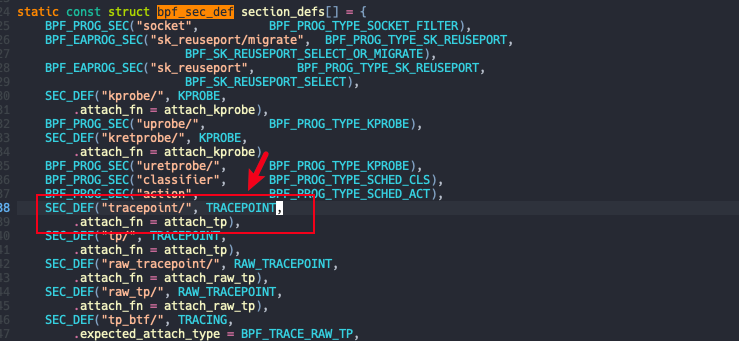 24 static const struct bpf_sec_def section_defs[] = {
25 BPF_PROG_SEC("socket", BPF_PROG_TYPE_SOCKET_FILTER),
26 BPF_EAPROG_SEC("sk_reuseport/migrate", BPF_PROG_TYPE_SK_REUSEPORT,
27 BPF_SK_REUSEPORT_SELECT_OR_MIGRATE),
28 BPF_EAPROG_SEC("sk_reuseport", BPF_PROG_TYPE_SK_REUSEPORT,
29 BPF_SK_REUSEPORT_SELECT),
30 SEC_DEF("kprobe/", KPROBE,
31 .attach_fn = attach_kprobe),
32 BPF_PROG_SEC("uprobe/", BPF_PROG_TYPE_KPROBE),
33 SEC_DEF("kretprobe/", KPROBE,
34 .attach_fn = attach_kprobe)
35 BPF_PROG_SEC("uretprobe/", BPF_PROG_TYPE_KPROBE),
36 BPF_PROG_SEC("classifier", BPF_PROG_TYPE_SCHED_CLS),
37 BPF_PROG_SEC("action", BPF_PROG_TYPE_SCHED_ACT),
38 SEC_DEF("tracepoint/", TRACEPOINT,
39 .attach_fn = attach_tp),
40 SEC_DEF("tp/", TRACEPOINT,
41 .attach_fn = attach_tp),
42 SEC_DEF("raw_tracepoint/", RAW_TRACEPOINT,
43 .attach_fn = attach_raw_tp),
44 SEC_DEF("raw_tp/", RAW_TRACEPOINT,
45 .attach_fn = attach_raw_tp),
46 SEC_DEF("tp_btf/", TRACING,
47 .expected_attach_type = BPF_TRACE_RAW_TP,